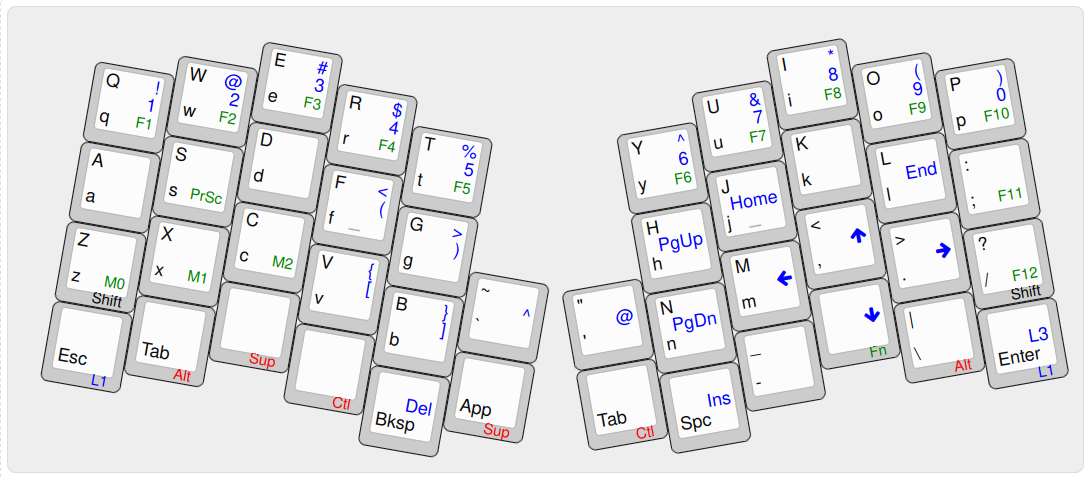 Q ! 1 q F1
W @ 2 w F2
E # 3 e F3
R $ 4 r F4
T % 5 t F5
Y ^ 6 y F6
U & 7 u F7
I * 8 i F8
O ( 9 o F9
P ) 0 p F10
A a
S s PrSc
D d
F < ( f _
G > ) g
H PgUp h
J Home j _
K k
L End l
: ; F11
Z z M0 Shift
X x M1
C c M2
V { [ v
B } ] b
~ ^ `
" @ '
N PgDn n
M ← m
< ↑ ,
> → .
? / F12 Shift
Esc L1
Tab Alt
Sup
Ctl
Bksp Del
App Sup
Tab Ctl
Spc Ins
_ -
↓ Fn
| \ Alt
L3 Enter L1